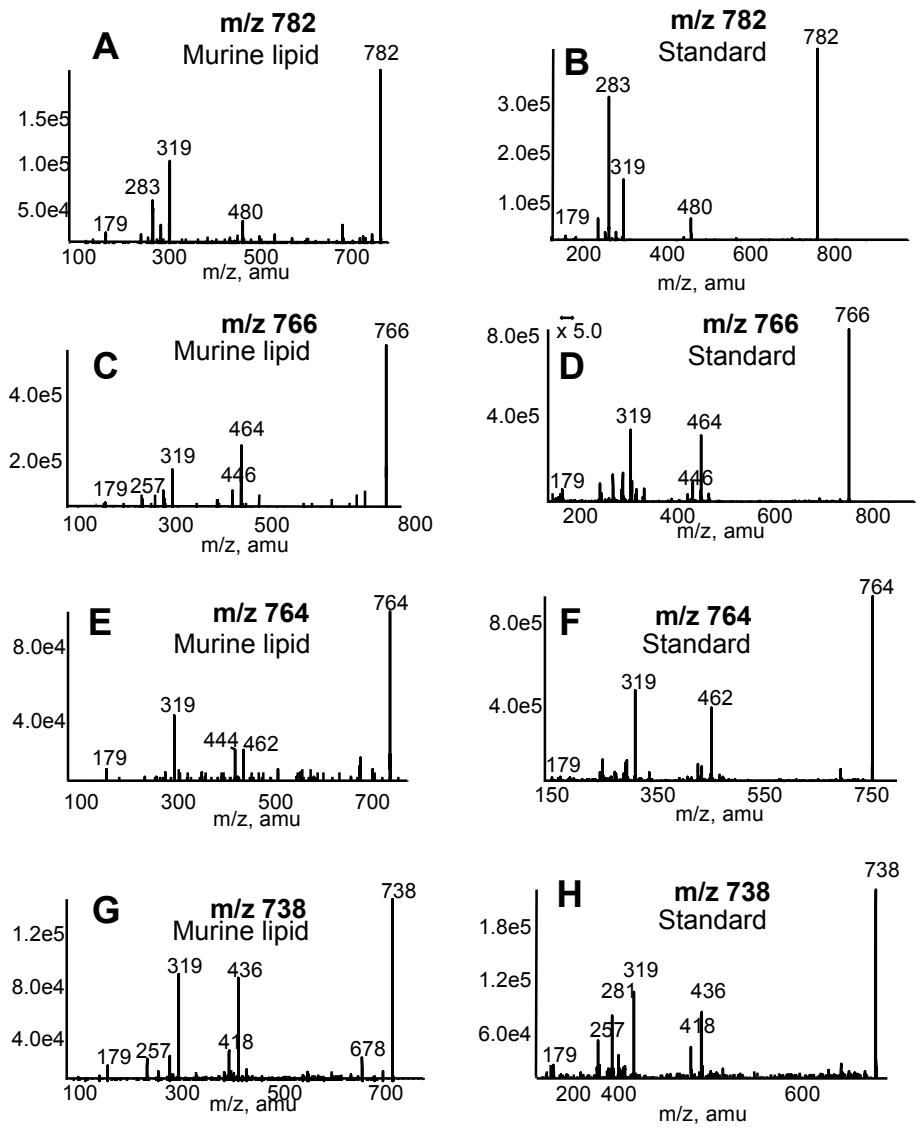 A
m/z 782
Murine lipid
782
1.5e5
1.0e5
5.0e4
319
283
179
480
100
300
500
700
m/z, amu
B
m/z 782
Standard
782
3.0e5
2.0e5
1.0e5
283
319
179
480
200
400
600
800
m/z, amu
C
m/z 766
Murine lipid
766
4.0e5
2.0e5
464
319
446
257
179
100
300
500
800
m/z, amu
D
x 5.0
m/z 766
Standard
766
8.0e5
4.0e5
319
464
446
179
200
400
600
800
m/z, amu
E
m/z 764
Murine lipid
764
8.0e4
4.0e4
319
444
462
179
100
300
500
700
m/z, amu
F
m/z 764
Standard
8.0e5
4.0e5
764
319
462
179
150
350
550
750
m/z, amu
G
m/z 738
Murine lipid
738
1.2e5
8.0e4
4.0e4
319
436
418
257
179
678
100
300
500
700
m/z, amu
H
m/z 738
Standard
738
1.8e5
1.2e5
6.0e4
319
281
436
418
257
179
200
400
600
m/z, amu